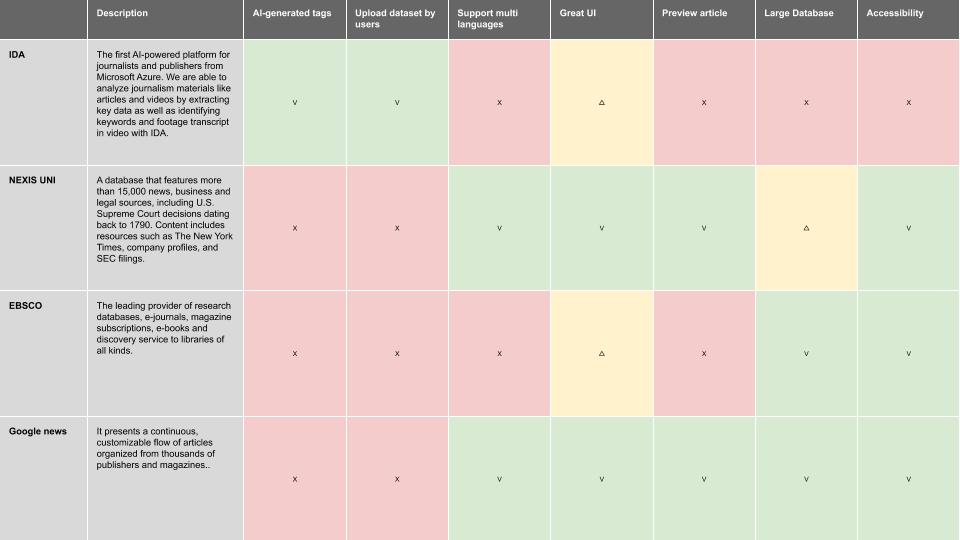 Description
AI-generated tags
Upload dataset by
users
Support multi
languages
Great UI
Preview article
Large Database
Accessibility
IDA
The first AI-powered platform for
journalists and publishers from
Microsoft Azure. We are able to
analyze journalism materials like
articles and videos by extracting
key data as well as identifying
keywords and footage transcript
in video with IDA.
V
V
X
△
X
X
X
NEXIS UNI
A database that features more
than 15,000 news, business and
legal sources, including U.S.
Supreme Court decisions dating
back to 1790. Content includes
resources such as The New York
Times, company profiles, and
SEC filings.
X
X
V
V
V
△
V
EBSCO
The leading provider of research
databases, e-journals, magazine
subscriptions, e-books and
discovery service to libraries of
all kinds.
X
X
X
△
X
V
V
Google news
It presents a continuous,
customizable flow of articles
organized from thousands of
publishers and magazines..
X
X
V
V
V
V
V